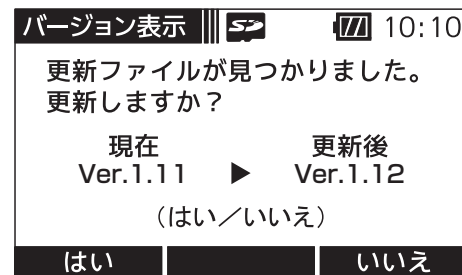 バージョン表示 SD 10:10
更新ファイルが見つかりました。
更新しますか？
現在 更新後
Ver.1.11 ▶ Ver.1.12
（はい／いいえ）
はい いいえ